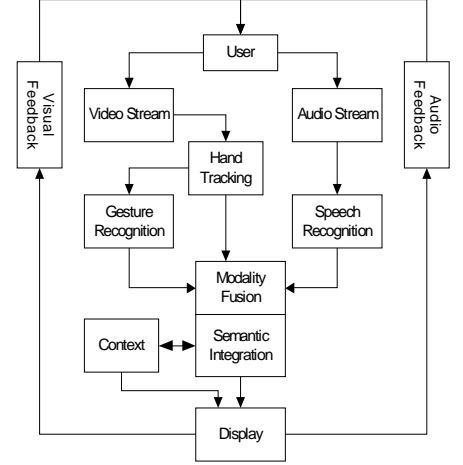 User
Visual
Feedback
Video Stream
Audio Stream
Audio
Feedback
Hand
Tracking
Gesture
Recognition
Speech
Recognition
Modality
Fusion
Context
Semantic
Integration
Display